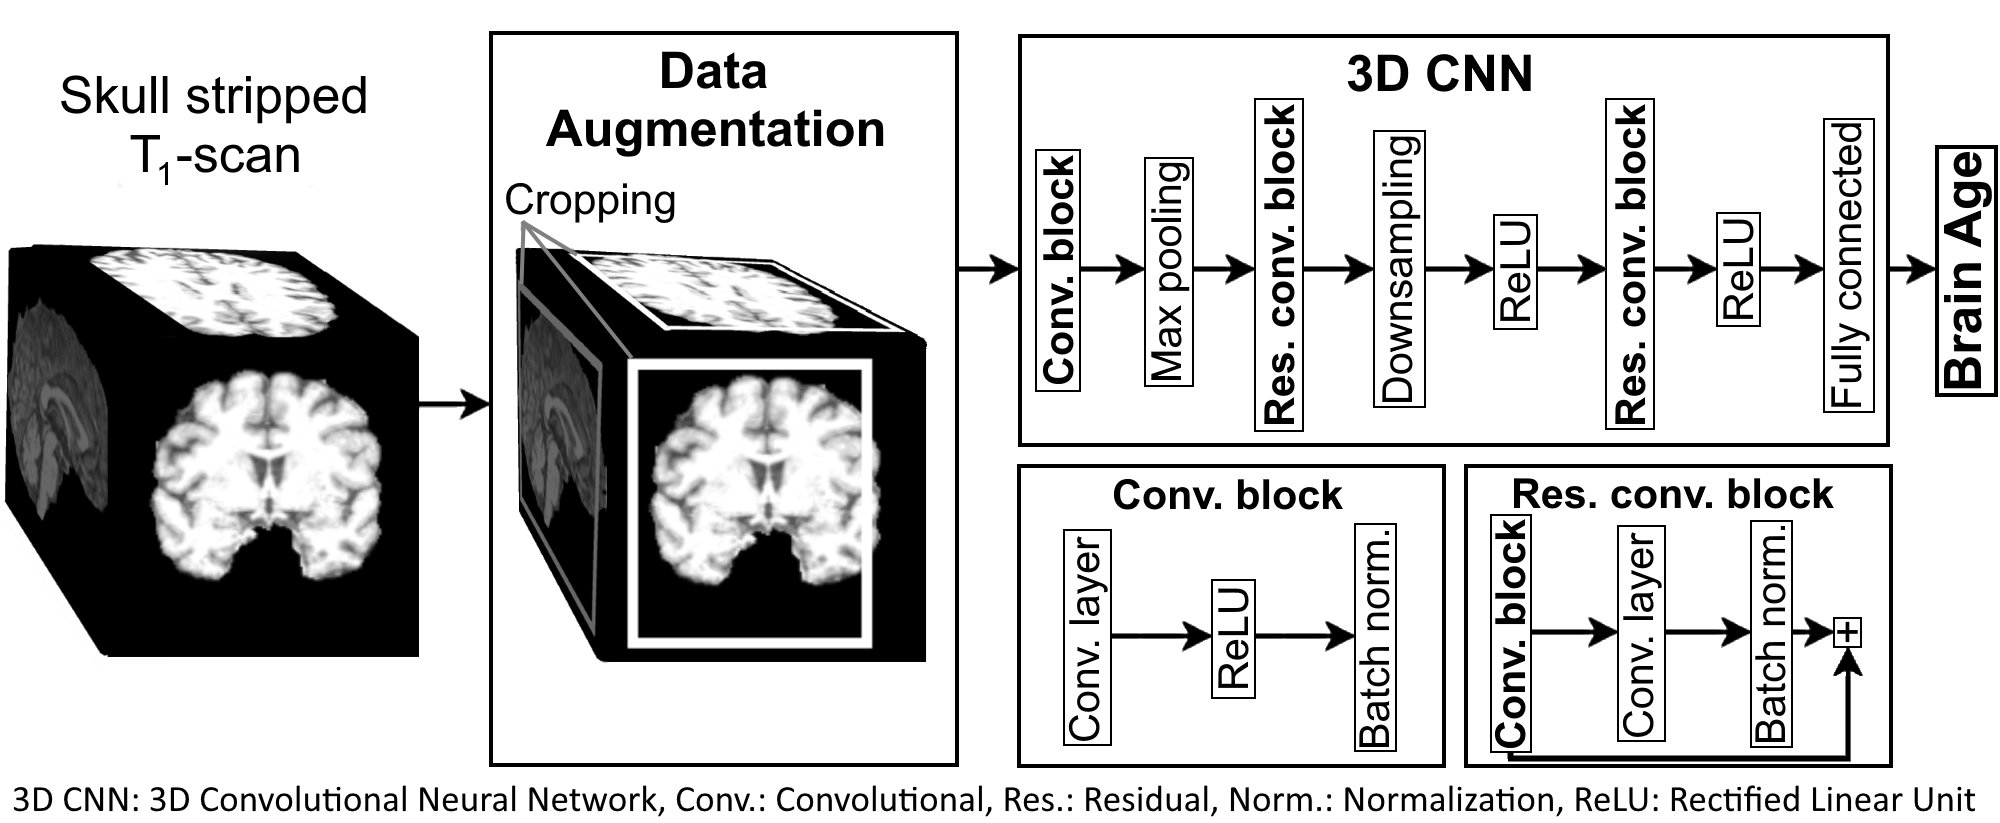 Skull stripped
T1-scan
Data
Augmentation
Cropping
3D CNN
Conv. block
Max pooling
Res. conv. block
Downsampling
ReLU
Res. conv. block
ReLU
Fully connected
Brain Age
Conv. block
Conv. layer
ReLU
Batch norm.
Res. conv. block
Conv. block
Conv. layer
Batch norm.
+
3D CNN: 3D Convolutional Neural Network, Conv.: Convolutional, Res.: Residual, Norm.: Normalization, ReLU: Rectified Linear Unit